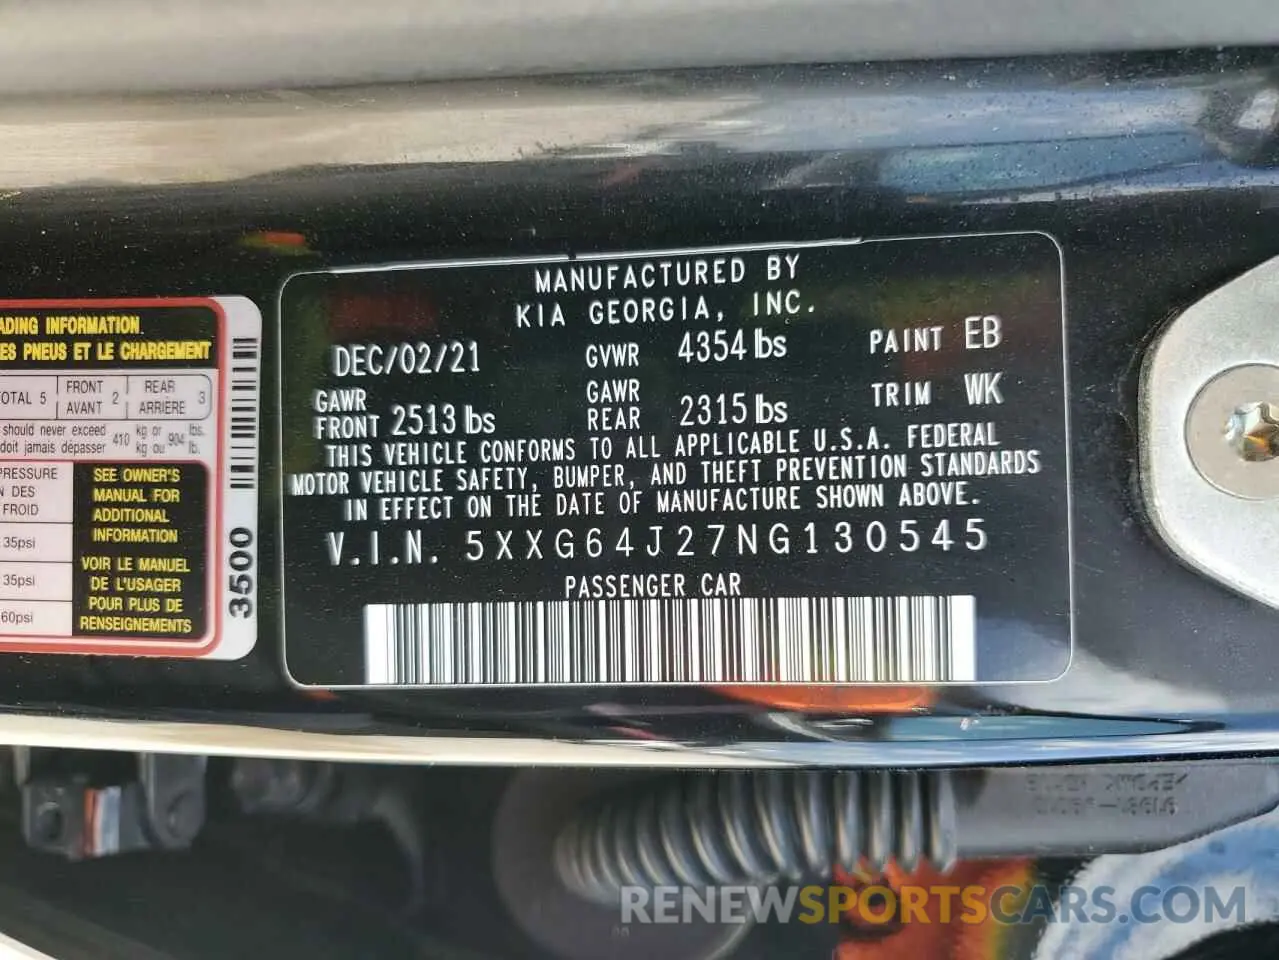 ADING INFORMATION
ES PNEUS ET LE CHARGEMENT
OTAL 5 FRONT AVANT 2 REAR ARRIÈRE 3
should never exceed 410 kg or 904 lbs.
doit jamais dépasser kg ou lb.
PRESSURE
N DES
FROID
35psi
35psi
60psi
SEE OWNER'S
MANUAL FOR
ADDITIONAL
INFORMATION
VOIR LE MANUEL
DE L'USAGER
POUR PLUS DE
RENSEIGNEMENTS
3500
MANUFACTURED BY
KIA GEORGIA, INC.
DEC/02/21 GVWR 4354 lbs PAINT EB
GAWR FRONT 2513 lbs GAWR REAR 2315 lbs TRIM WK
THIS VEHICLE CONFORMS TO ALL APPLICABLE U.S.A. FEDERAL
MOTOR VEHICLE SAFETY, BUMPER, AND THEFT PREVENTION STANDARDS
IN EFFECT ON THE DATE OF MANUFACTURE SHOWN ABOVE.
V.I.N. 5XXG64J27NG130545
PASSENGER CAR
RENEWSPORTSCARS.COM